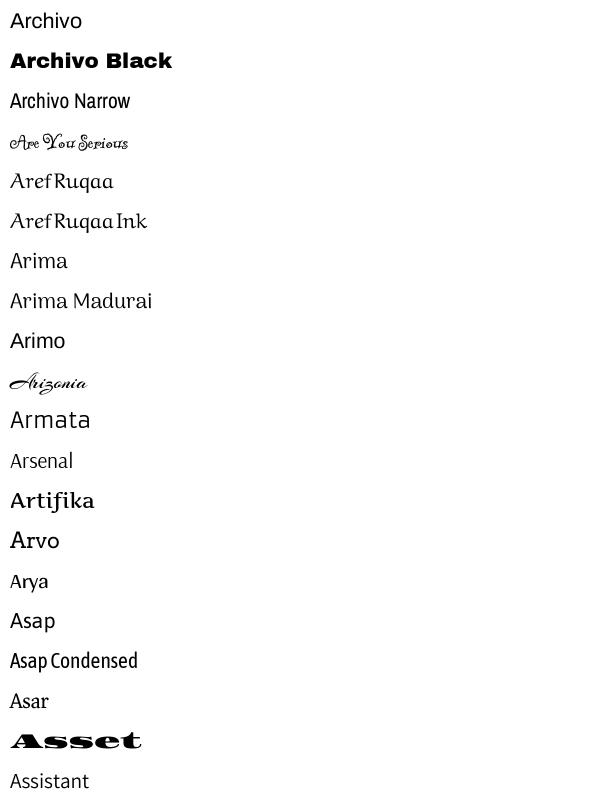 Archivo
Archivo Black
Archivo Narrow
Are You Serious
Aref Ruqaa
Aref Ruqaa Ink
Arima
Arima Madurai
Arimo
Arizonia
Armata
Arsenal
Artifika
Arvo
Arya
Asap
Asap Condensed
Asar
Asset
Assistant